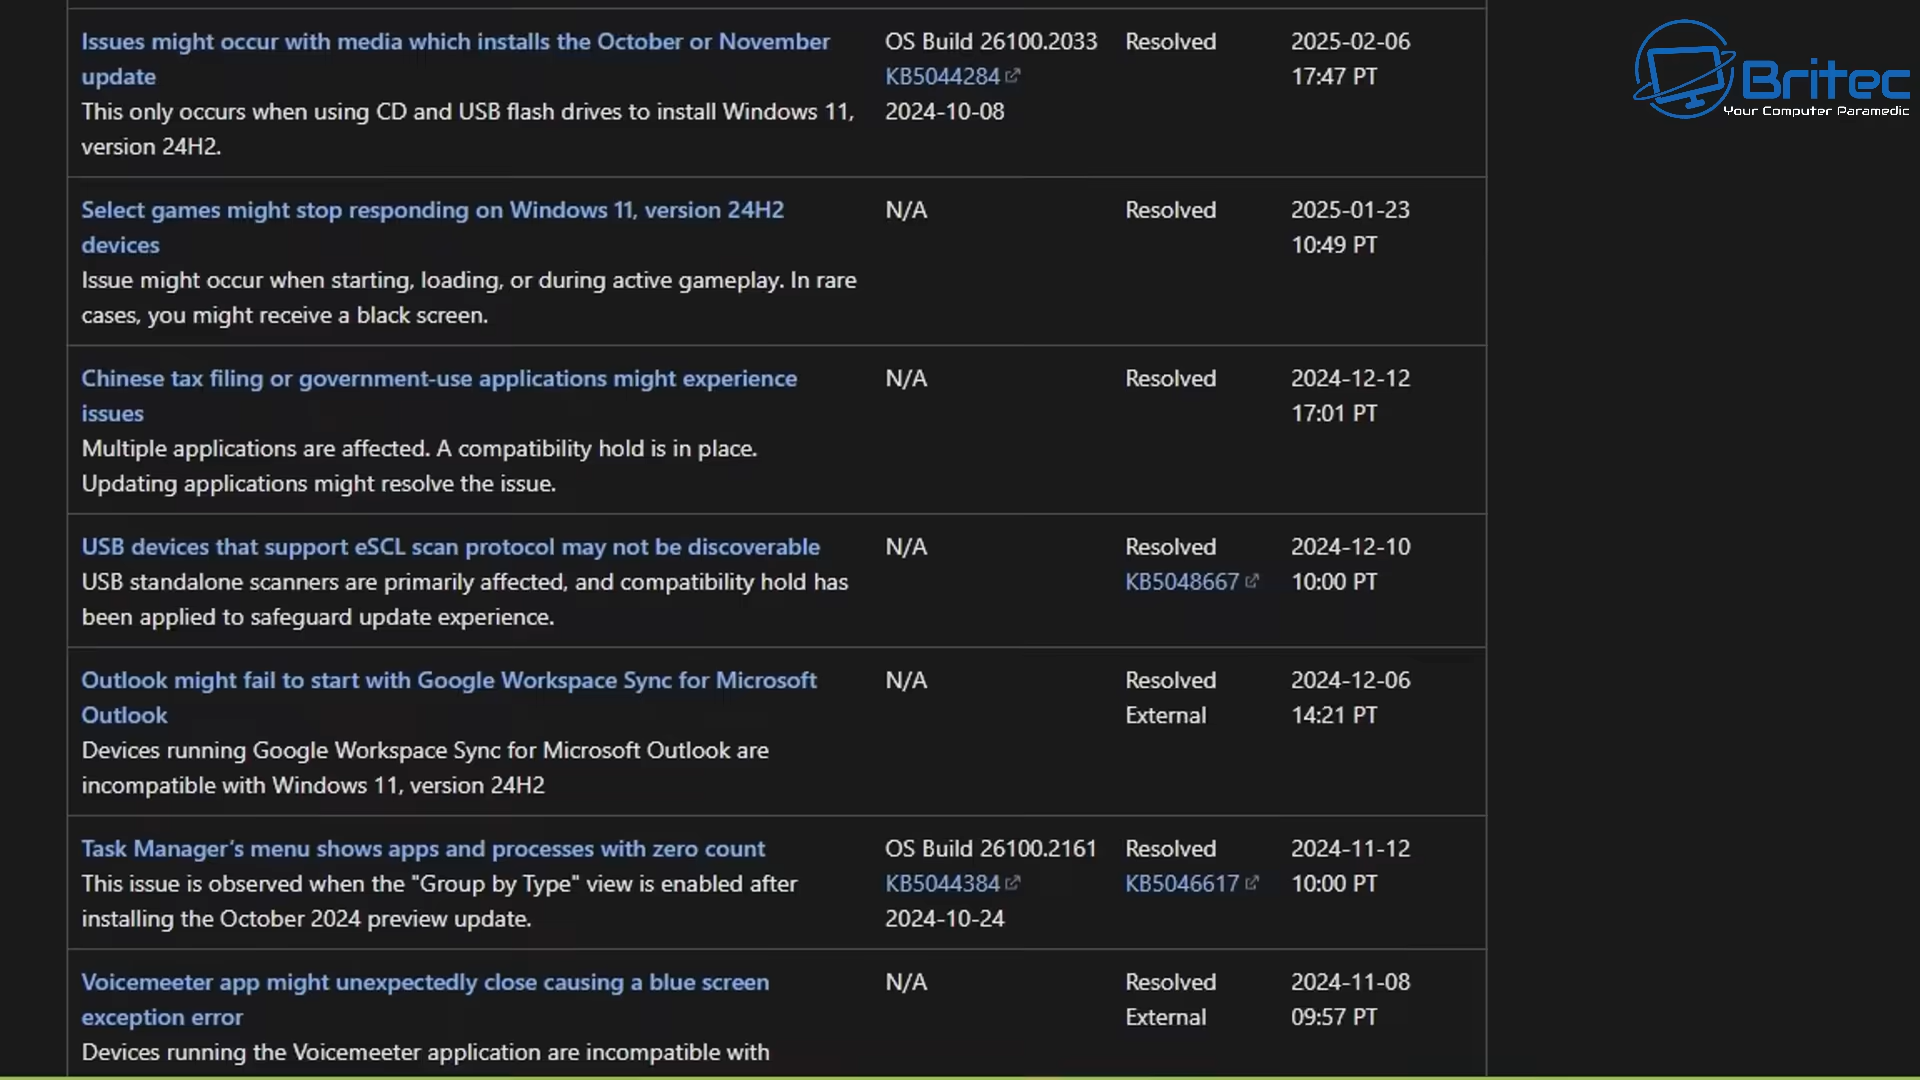 Issues might occur with media which installs the October or November
update
This only occurs when using CD and USB flash drives to install Windows 11,
version 24H2.
OS Build 26100.2033
KB5044284
2024-10-08
Resolved
2025-02-06
17:47 PT
Britec
Your Computer Paramedic
Select games might stop responding on Windows 11, version 24H2
devices
Issue might occur when starting, loading, or during active gameplay. In rare
cases, you might receive a black screen.
N/A
Resolved
2025-01-23
10:49 PT
Chinese tax filing or government-use applications might experience
issues
Multiple applications are affected. A compatibility hold is in place.
Updating applications might resolve the issue.
N/A
Resolved
2024-12-12
17:01 PT
USB devices that support eSCL scan protocol may not be discoverable
USB standalone scanners are primarily affected, and compatibility hold has
been applied to safeguard update experience.
N/A
Resolved
KB5048667
2024-12-10
10:00 PT
Outlook might fail to start with Google Workspace Sync for Microsoft
Outlook
Devices running Google Workspace Sync for Microsoft Outlook are
incompatible with Windows 11, version 24H2
N/A
Resolved
External
2024-12-06
14:21 PT
Task Manager's menu shows apps and processes with zero count
This issue is observed when the "Group by Type" view is enabled after
installing the October 2024 preview update.
OS Build 26100.2161
KB5044384
2024-10-24
Resolved
KB5046617
2024-11-12
10:00 PT
Voicemeeter app might unexpectedly close causing a blue screen
exception error
Devices running the Voicemeeter application are incompatible with
N/A
Resolved
External
2024-11-08
09:57 PT